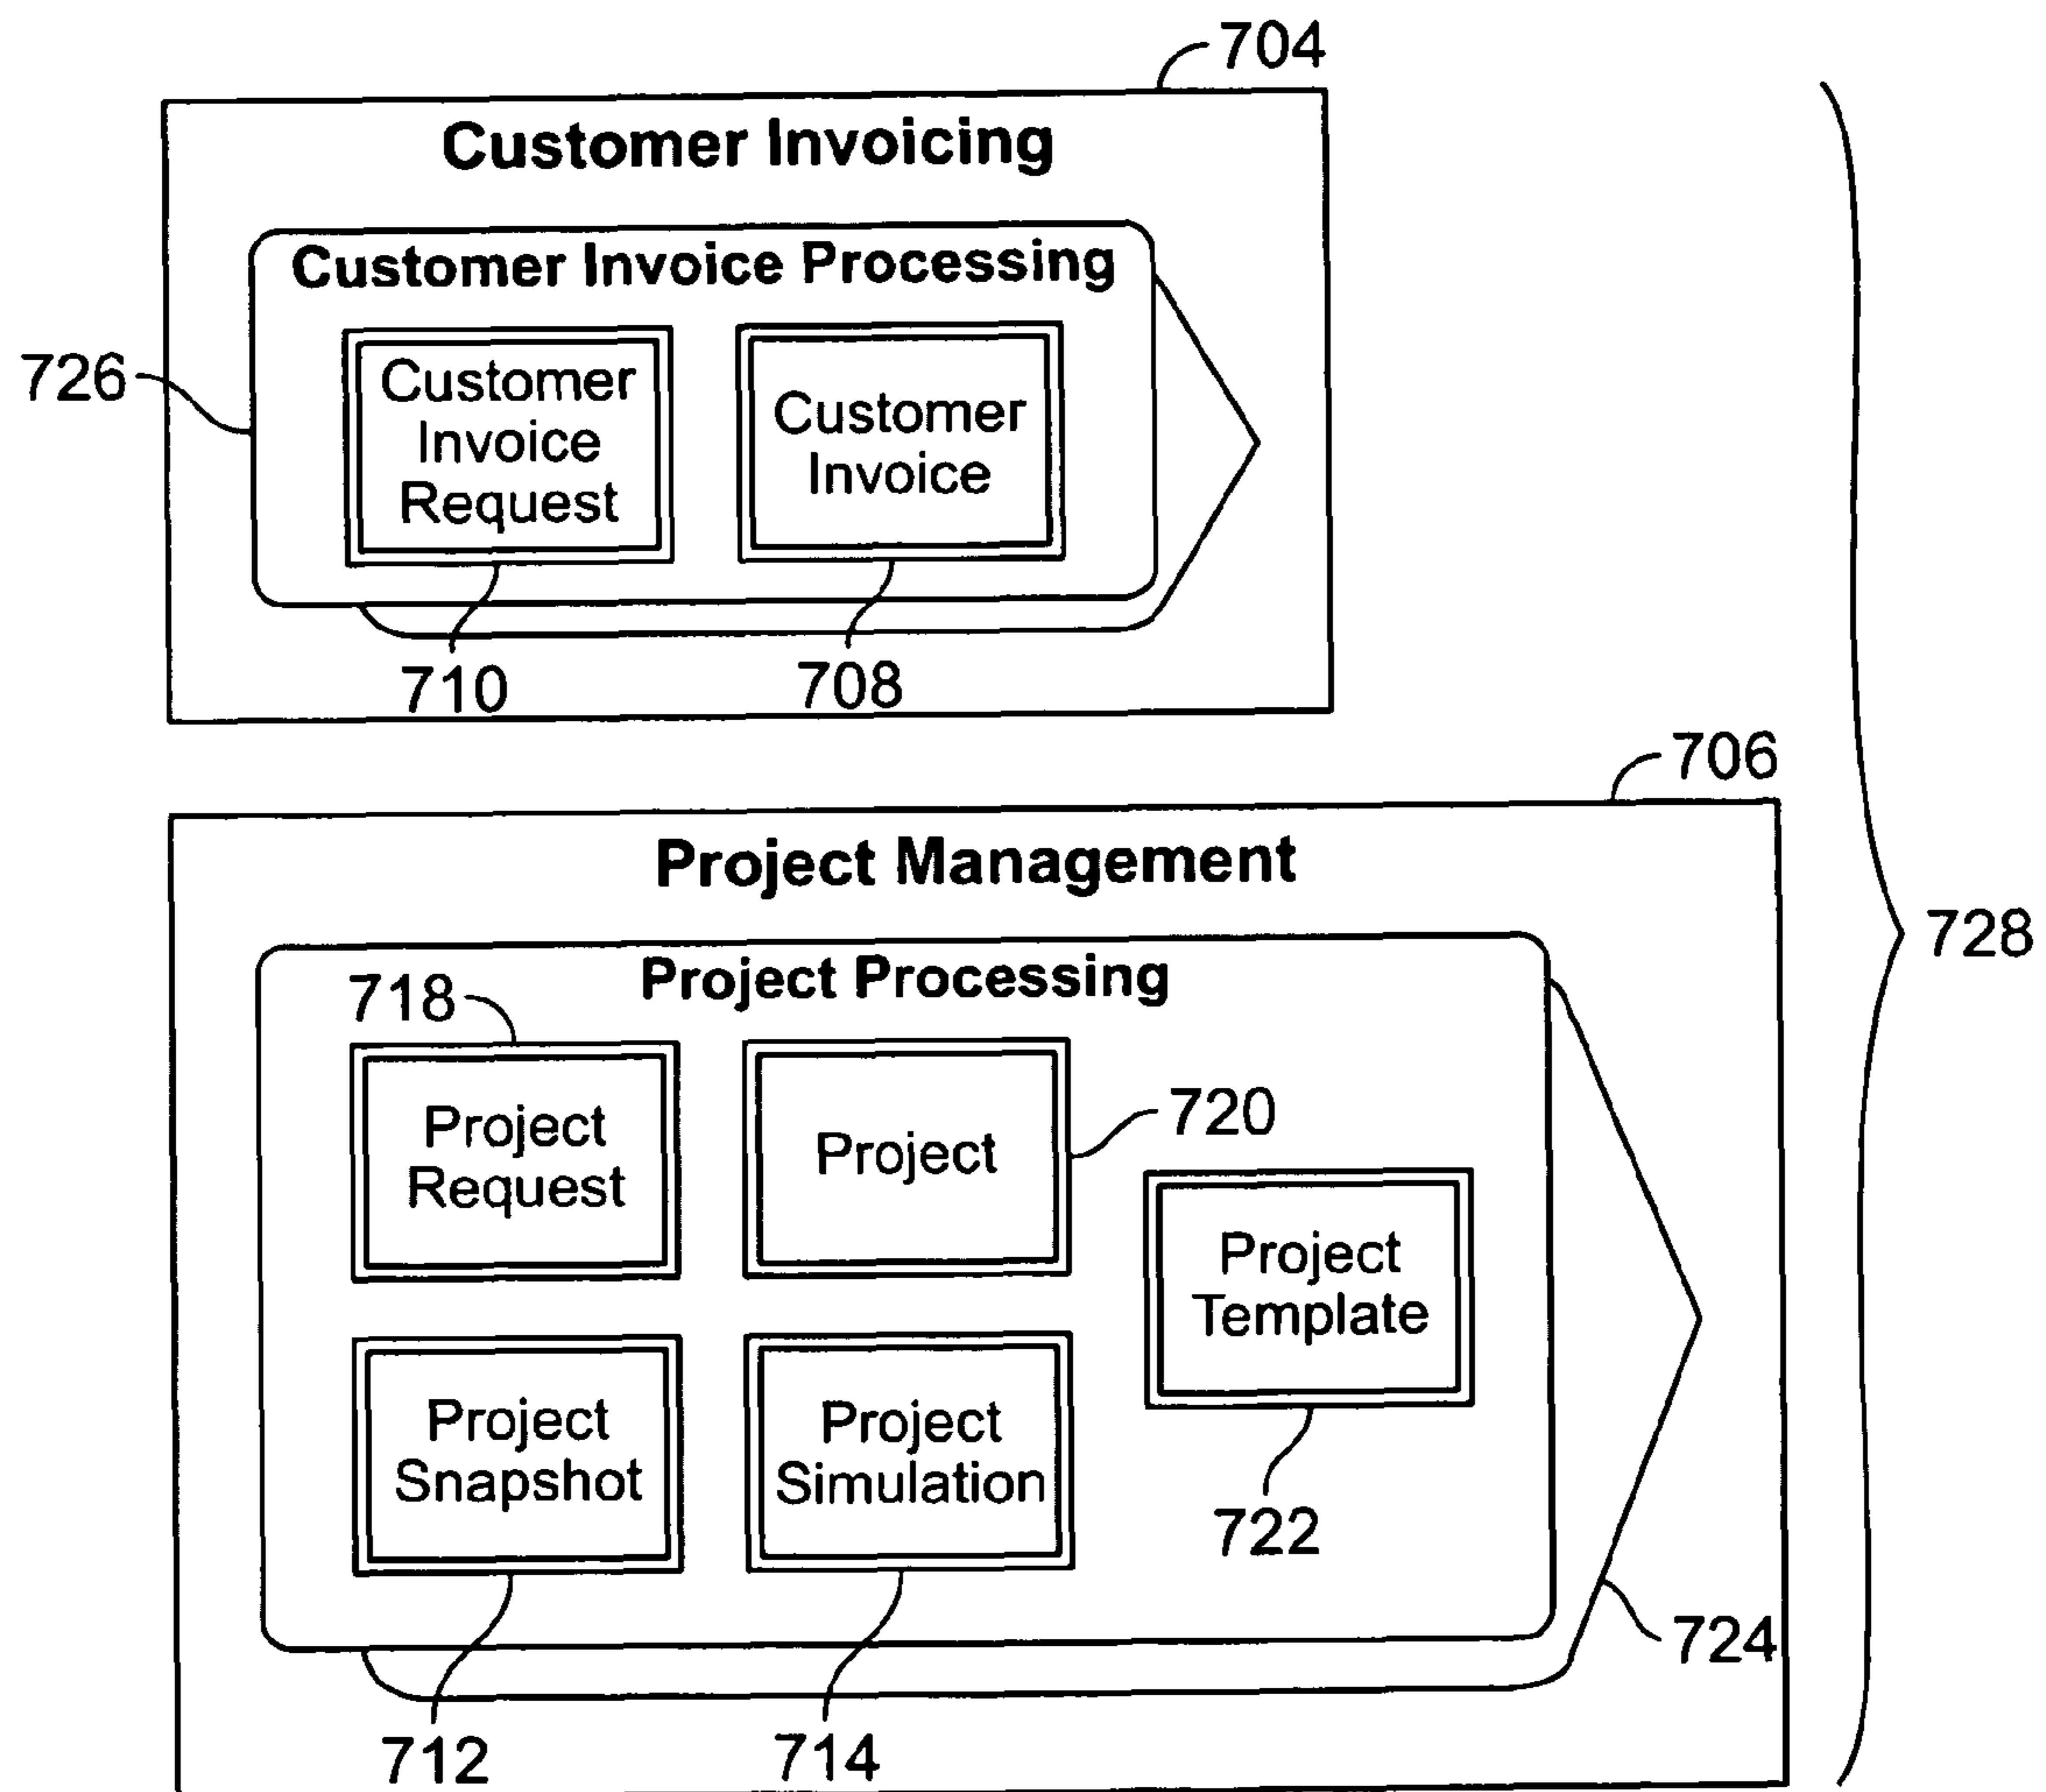 704
Customer Invoicing
Customer Invoice Processing
726
Customer
Invoice
Request
Customer
Invoice
710
708
706
Project Management
728
Project Processing
718
Project
Request
Project
720
Project
Template
722
Project
Snapshot
Project
Simulation
724
712
714